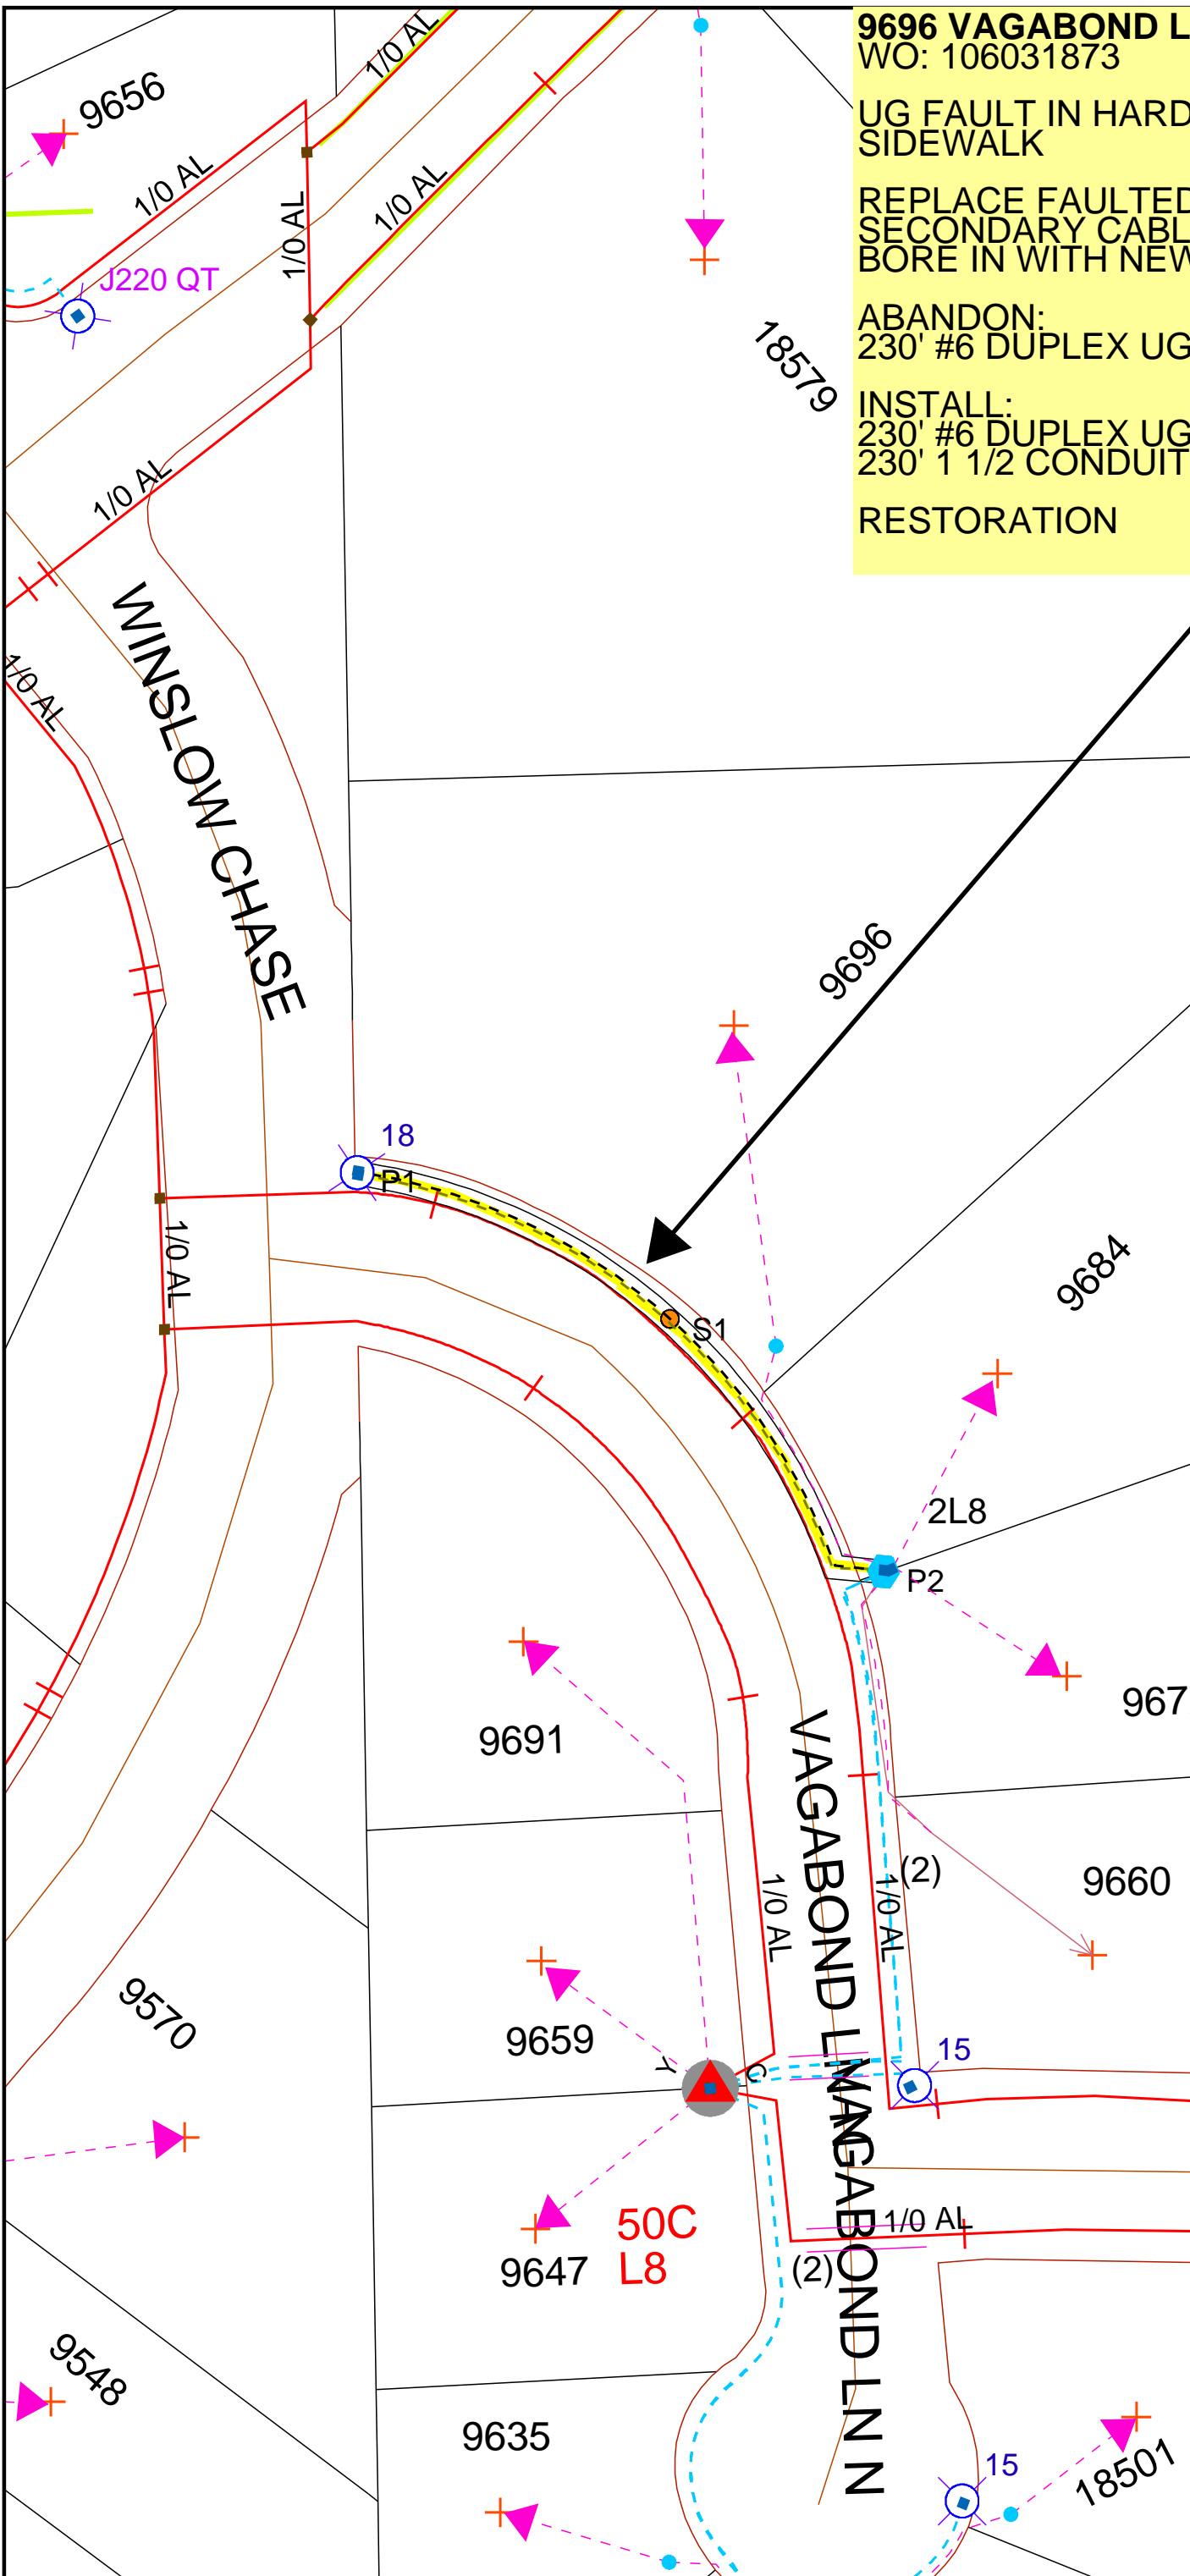 9696 VAGABOND L
WO: 106031873
UG FAULT IN HARD
SIDEWALK
REPLACE FAULTED
SECONDARY CABL
BORE IN WITH NEW
ABANDON:
230' #6 DUPLEX UG
INSTALL:
230' #6 DUPLEX UG
230' 1 1/2 CONDUIT
RESTORATION
1/0 AL
9656
1/0 AL
1/0 AL
1/0 AL
J220 QT
18579
1/0 AL
WINSLOW CHASE
1/0 AL
9696
18
P1
1/0 AL
S1
9684
2L8
P2
967
9691
VAGABOND LN N
(2)
1/0 AL
1/0 AL
9660
9570
9659
Y
C
15
VAGABOND LN N
50C
L8
1/0 AL
9647
(2)
9548
9635
15
18501